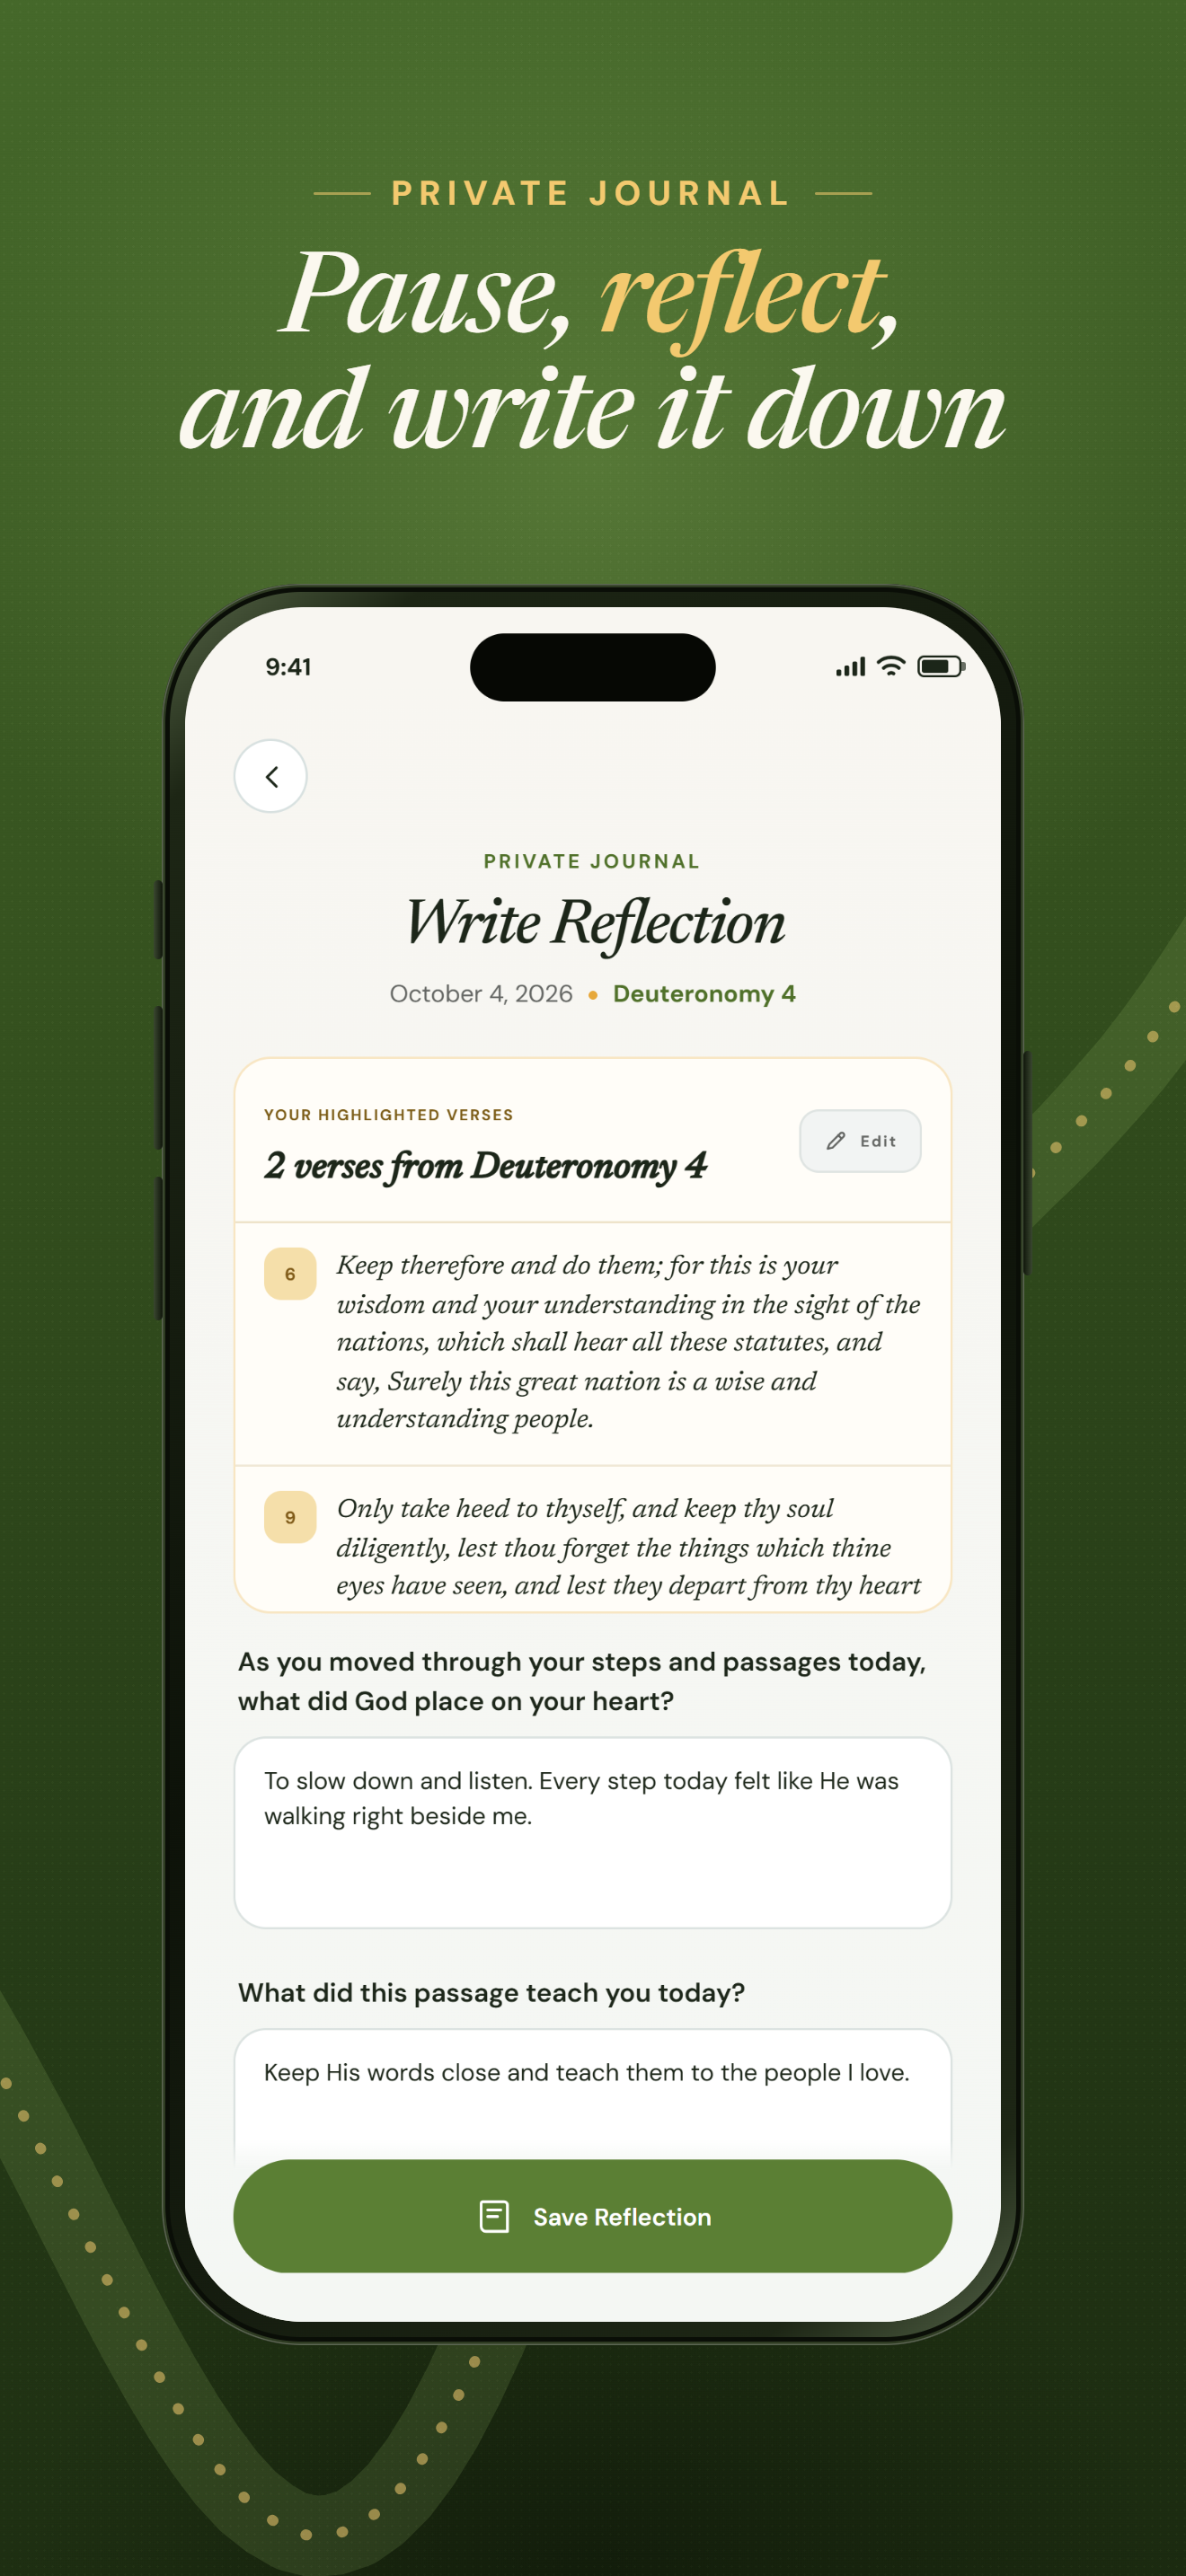 PRIVATE JOURNAL
Pause, reflect,
and write it down
9:41
PRIVATE JOURNAL
Write Reflection
October 4, 2026 • Deuteronomy 4
YOUR HIGHLIGHTED VERSES
2 verses from Deuteronomy 4
Edit
6
Keep therefore and do them; for this is your
wisdom and your understanding in the sight of the
nations, which shall hear all these statutes, and
say, Surely this great nation is a wise and
understanding people.
9
Only take heed to thyself, and keep thy soul
diligently, lest thou forget the things which thine
eyes have seen, and lest they depart from thy heart
As you moved through your steps and passages today,
what did God place on your heart?
To slow down and listen. Every step today felt like He was
walking right beside me.
What did this passage teach you today?
Keep His words close and teach them to the people I love.
Save Reflection